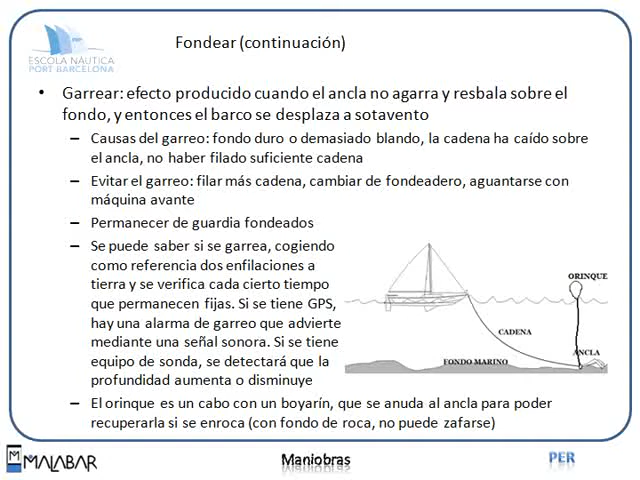 Fondear (continuación)
ESCOLA NÀUTICA
PORT BARCELONA
• Garrear: efecto producido cuando el ancla no agarra y resbala sobre el
fondo, y entonces el barco se desplaza a sotavento
– Causas del garreo: fondo duro o demasiado blando, la cadena ha caído sobre
el ancla, no haber filado suficiente cadena
– Evitar el garreo: filar más cadena, cambiar de fondeadero, aguantarse con
máquina avante
– Permanecer de guardia fondeados
– Se puede saber si se garrea, cogiendo
como referencia dos enfilaciones a
tierra y se verifica cada cierto tiempo
que permanecen fijas. Si se tiene GPS,
hay una alarma de garreo que advierte
mediante una señal sonora. Si se tiene
equipo de sonda, se detectará que la
profundidad aumenta o disminuye
ORINQUE
CADENA
ANCLA
FONDO MARINO
– El orinque es un cabo con un boyarín, que se anuda al ancla para poder
recuperarla si se enroca (con fondo de roca, no puede zafarse)
MALABAR
Maniobras
PER